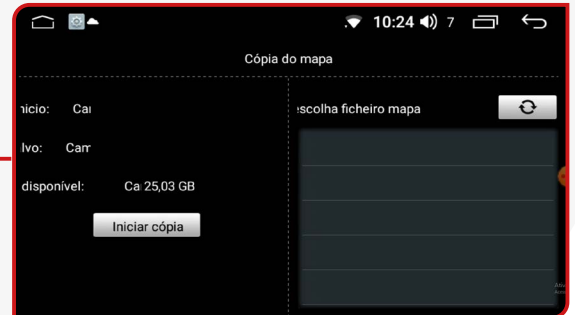 10:24 7
Cópia do mapa
nicio: Cai
scolha ficheiro mapa
lvo: Cam
disponível: Ca 25,03 GB
Iniciar cópia